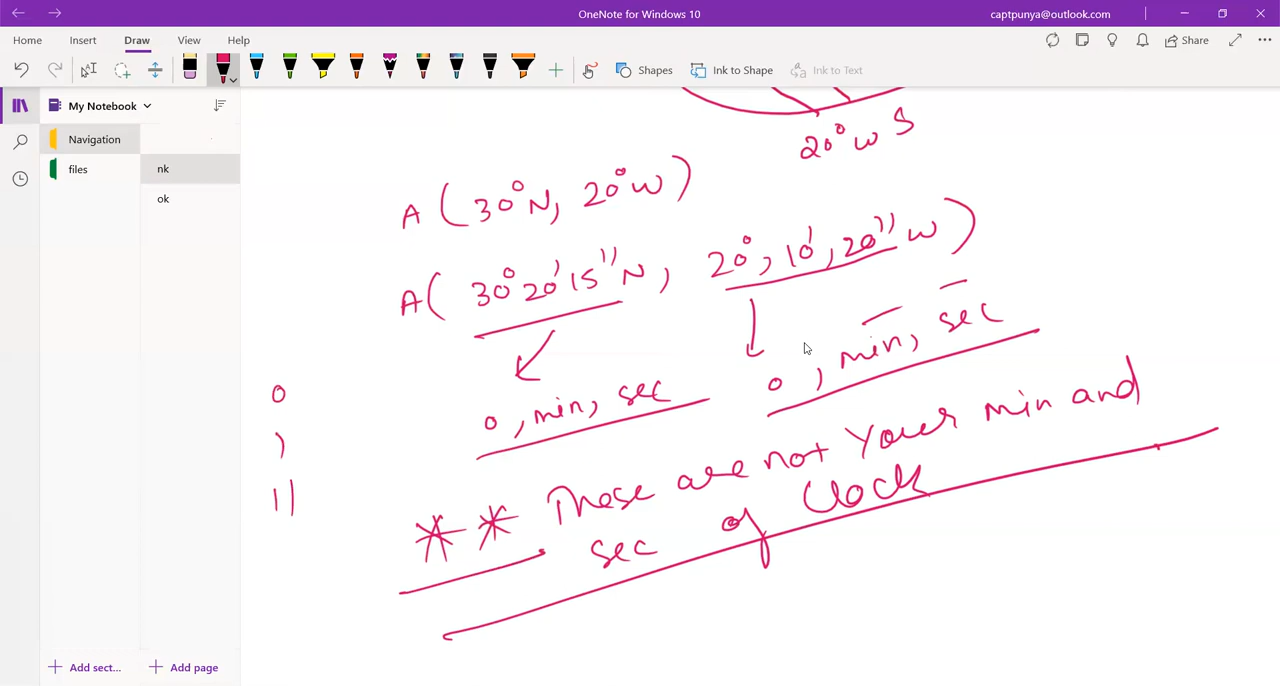 OneNote for Windows 10
captpunya@outlook.com
Home Insert Draw View Help
Share
Shapes Ink to Shape Ink to Text
My Notebook
Navigation
files
nk
ok
20° W S
A (30°N, 20°W)
A( 30° 20' 15'' N, 20°, 10', 20'' W )
°, min, sec
°, min, sec
°
'
''
** These are not Your min and
sec of Clock
Add sect... Add page